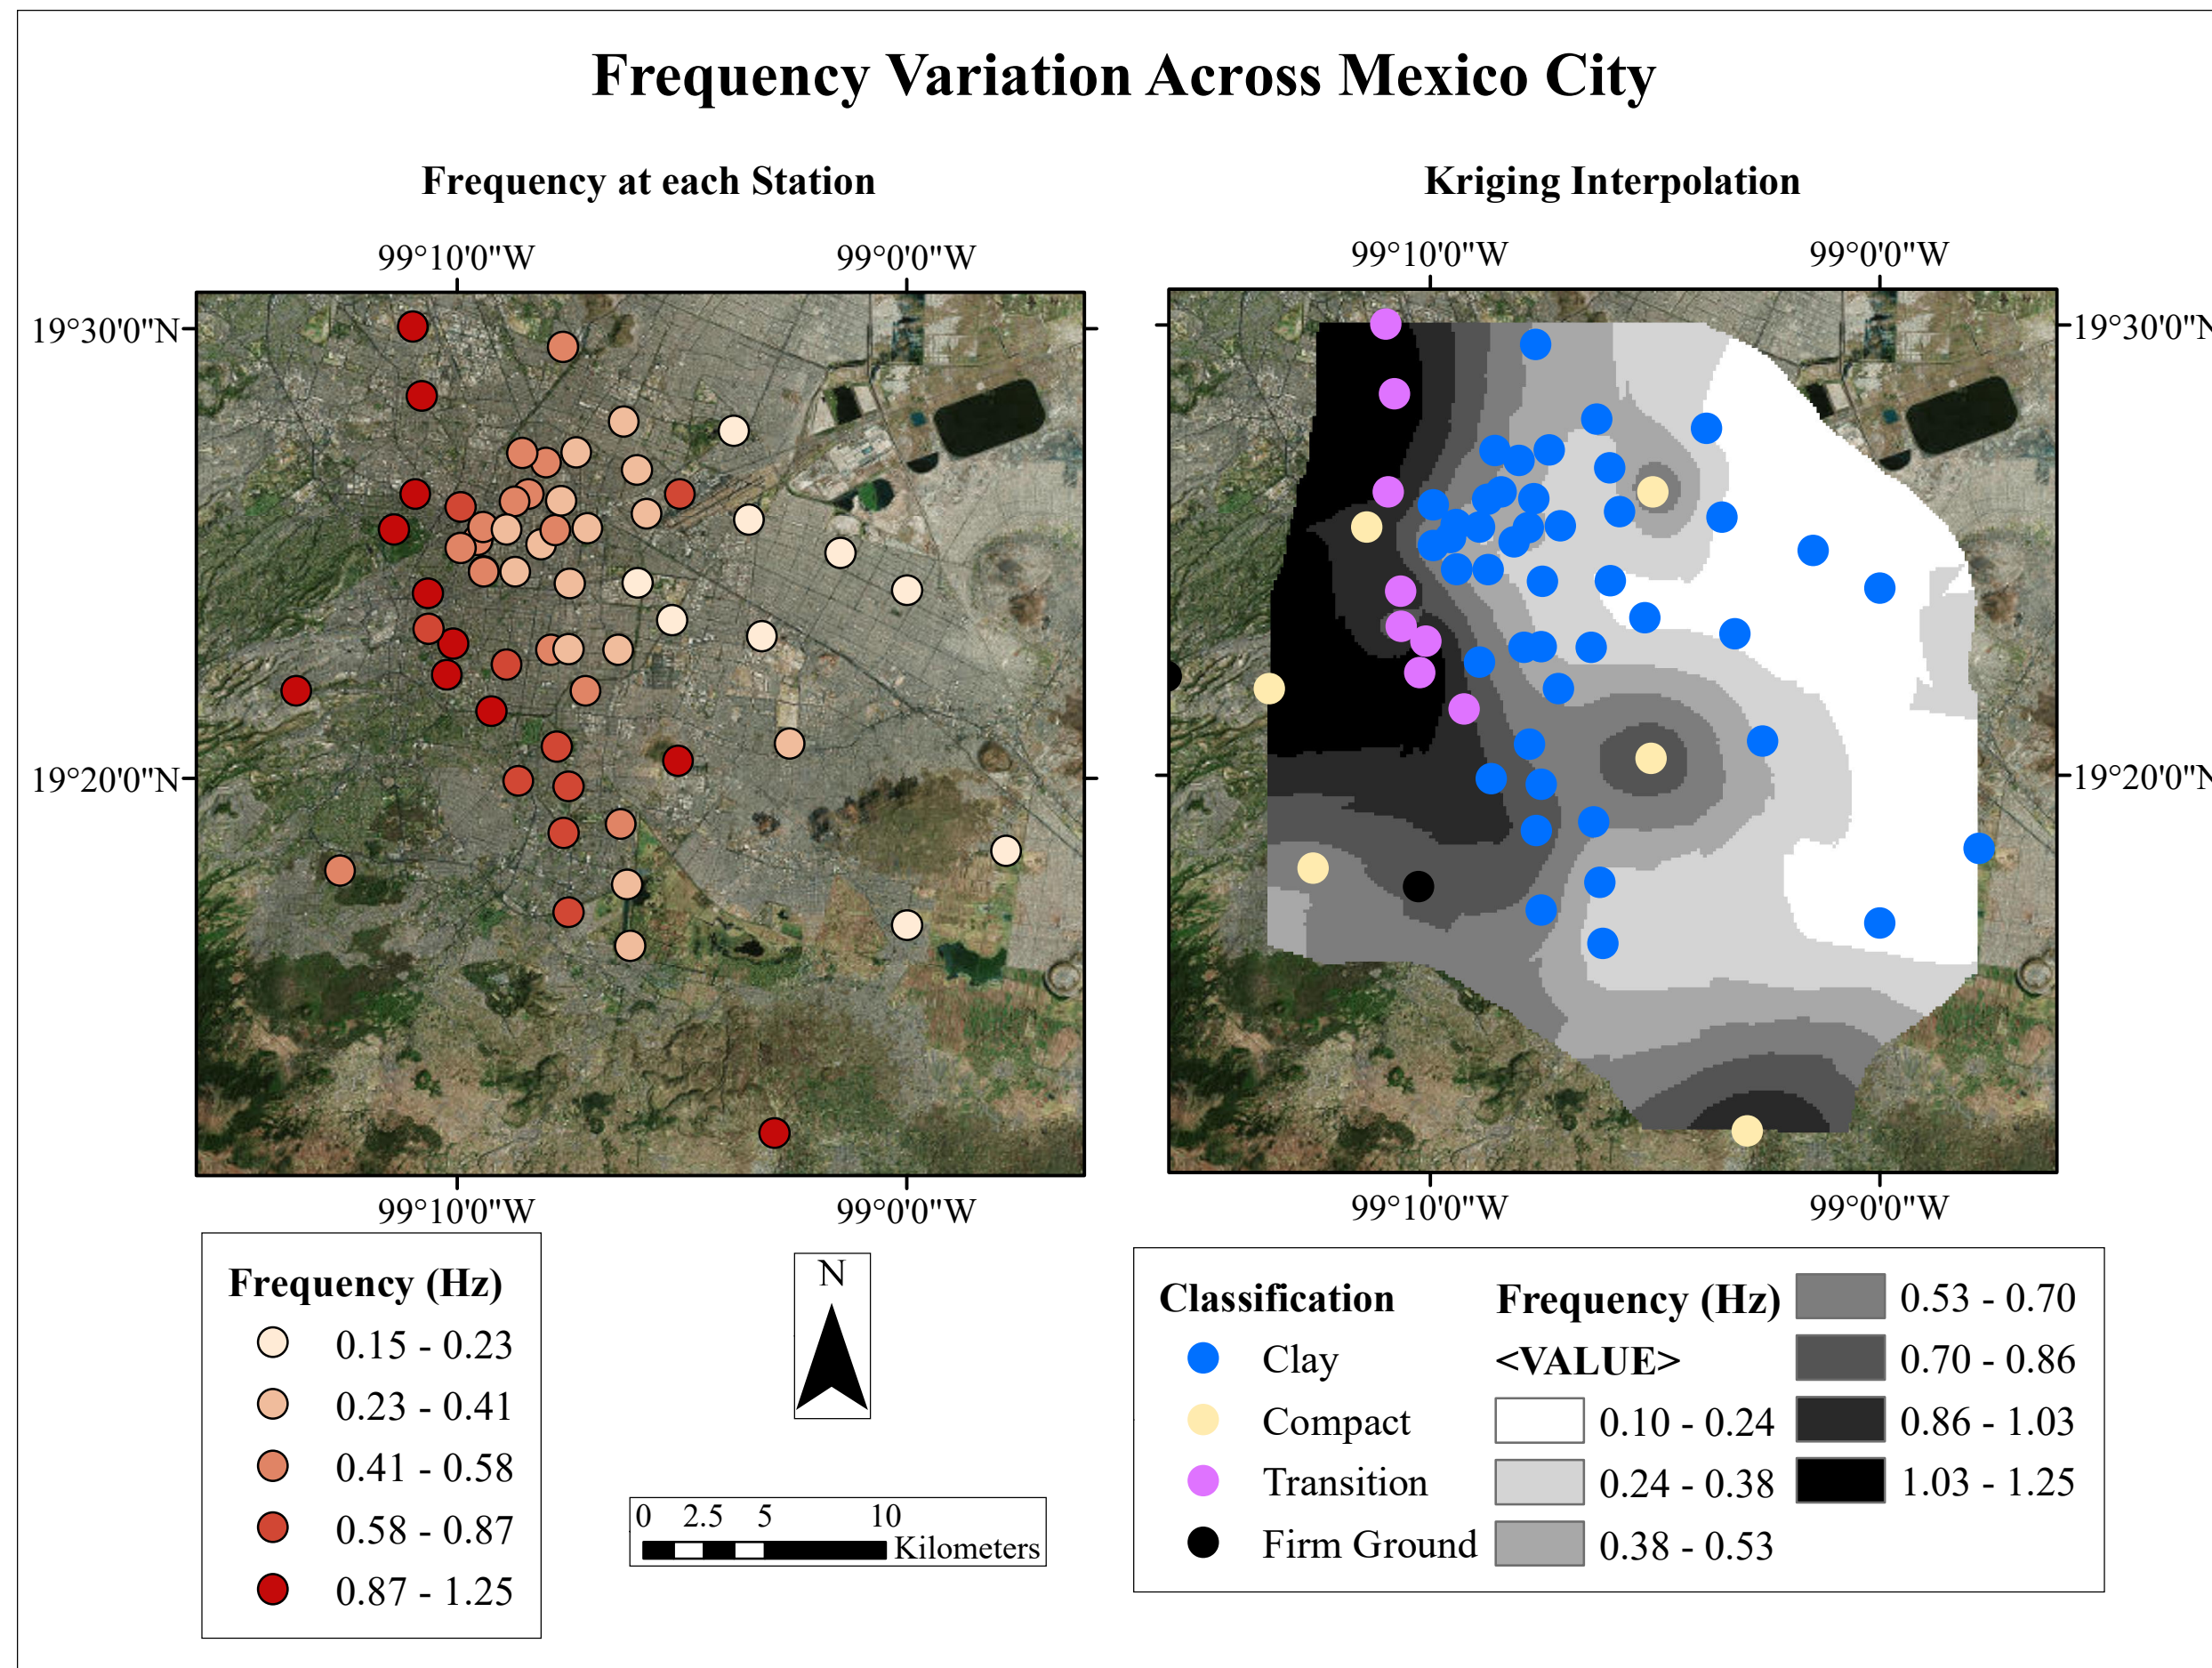 Frequency Variation Across Mexico City
Frequency at each Station
Kriging Interpolation
99°10'0"W
99°0'0"W
99°10'0"W
99°0'0"W
19°30'0"N
19°30'0"N
19°20'0"N
19°20'0"N
99°10'0"W
99°0'0"W
99°10'0"W
99°0'0"W
Frequency (Hz)
0.15 - 0.23
0.23 - 0.41
0.41 - 0.58
0.58 - 0.87
0.87 - 1.25
N
0 2.5 5 10
Kilometers
Classification
Clay
Compact
Transition
Firm Ground
Frequency (Hz)
<VALUE>
0.10 - 0.24
0.24 - 0.38
0.38 - 0.53
0.53 - 0.70
0.70 - 0.86
0.86 - 1.03
1.03 - 1.25